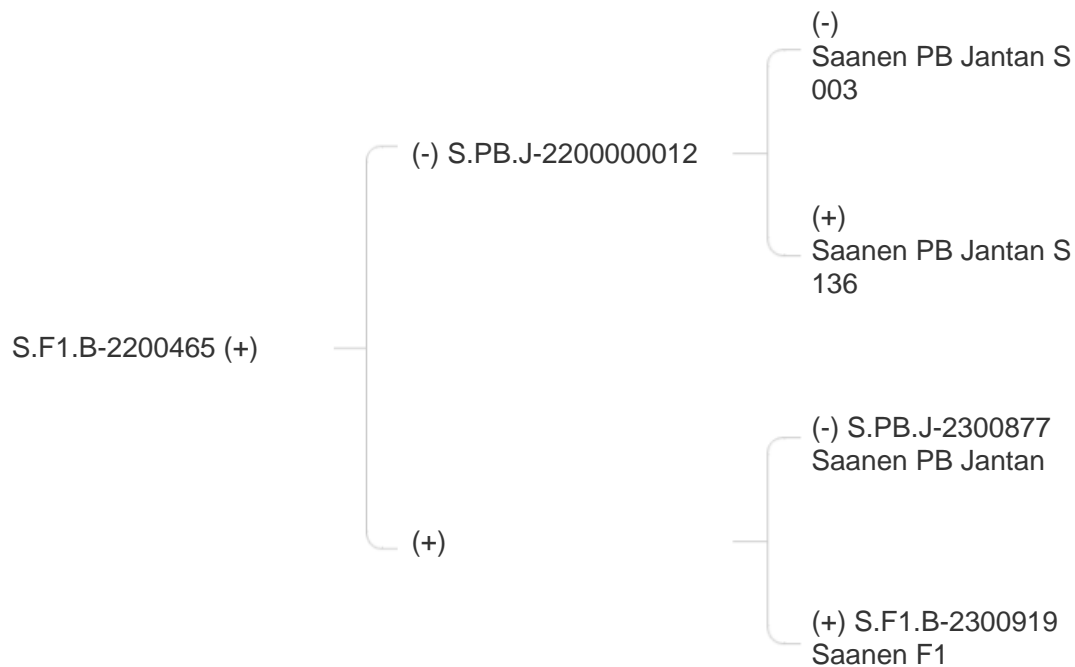 (-)
Saanen PB Jantan S
003
(-) S.PB.J-2200000012
(+)
Saanen PB Jantan S
136
S.F1.B-2200465 (+)
(-) S.PB.J-2300877
Saanen PB Jantan
(+)
(+) S.F1.B-2300919
Saanen F1